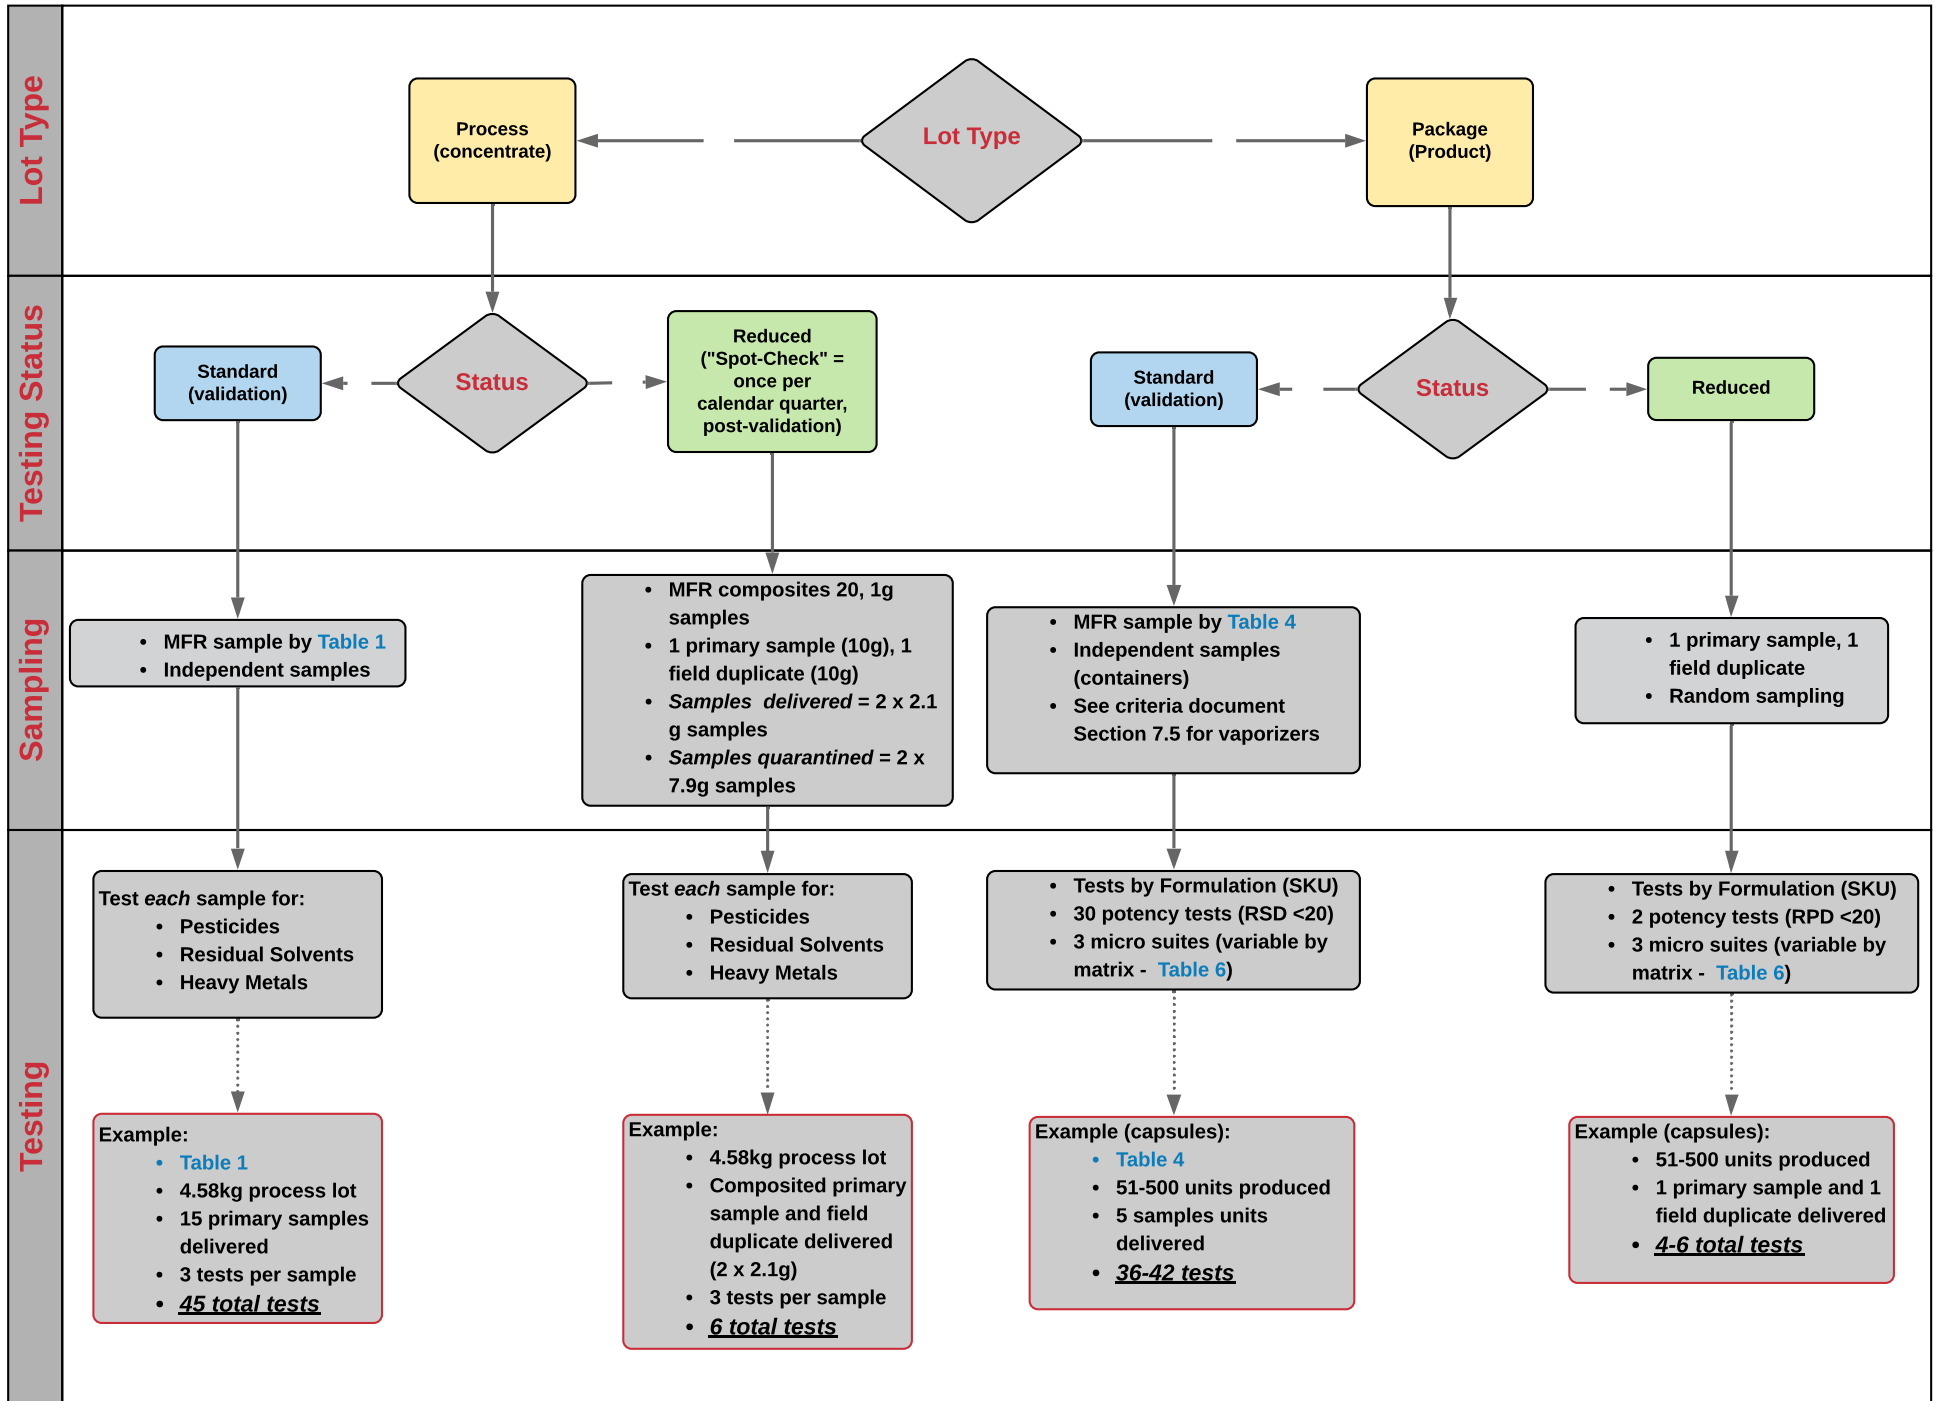 Lot Type
Process
(concentrate)
Lot Type
Package
(Product)
Testing Status
Standard
(validation)
Status
Reduced
("Spot-Check" =
once per
calendar quarter,
post-validation)
Standard
(validation)
Status
Reduced
Sampling
• MFR sample by Table 1
• Independent samples
• MFR composites 20, 1g
samples
• 1 primary sample (10g), 1
field duplicate (10g)
• Samples delivered = 2 x 2.1
g samples
• Samples quarantined = 2 x
7.9g samples
• MFR sample by Table 4
• Independent samples
(containers)
• See criteria document
Section 7.5 for vaporizers
• 1 primary sample, 1
field duplicate
• Random sampling
Testing
Test each sample for:
• Pesticides
• Residual Solvents
• Heavy Metals
Test each sample for:
• Pesticides
• Residual Solvents
• Heavy Metals
• Tests by Formulation (SKU)
• 30 potency tests (RSD <20)
• 3 micro suites (variable by
matrix - Table 6)
• Tests by Formulation (SKU)
• 2 potency tests (RPD <20)
• 3 micro suites (variable by
matrix - Table 6)
Example:
• Table 1
• 4.58kg process lot
• 15 primary samples
delivered
• 3 tests per sample
• 45 total tests
Example:
• 4.58kg process lot
• Composited primary
sample and field
duplicate delivered
(2 x 2.1g)
• 3 tests per sample
• 6 total tests
Example (capsules):
• Table 4
• 51-500 units produced
• 5 samples units
delivered
• 36-42 tests
Example (capsules):
• 51-500 units produced
• 1 primary sample and 1
field duplicate delivered
• 4-6 total tests